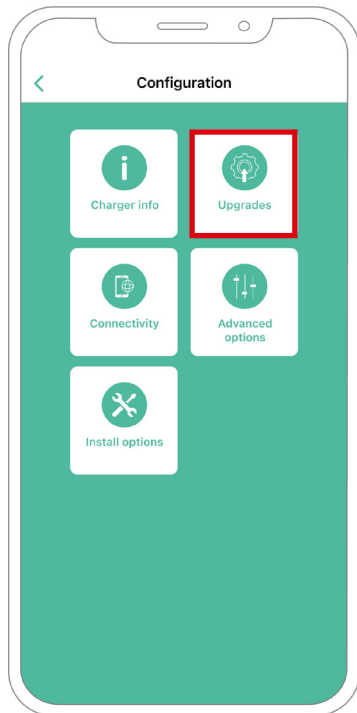 Configuration
Charger info
Upgrades
Connectivity
Advanced
options
Install options